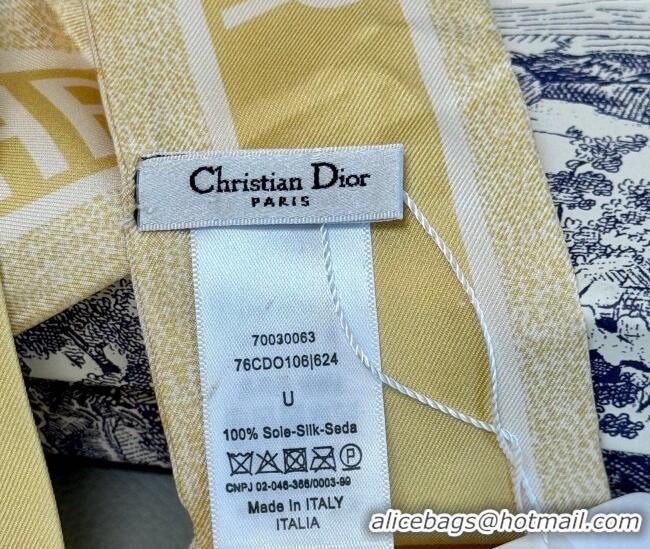 Christian Dior
PARIS
70030063
76CDO106|624
U
100% Soie-Silk-Seda
P
CNPJ 02-046-366/0003-99
Made in ITALY
ITALIA
alicebags@hotmail.com